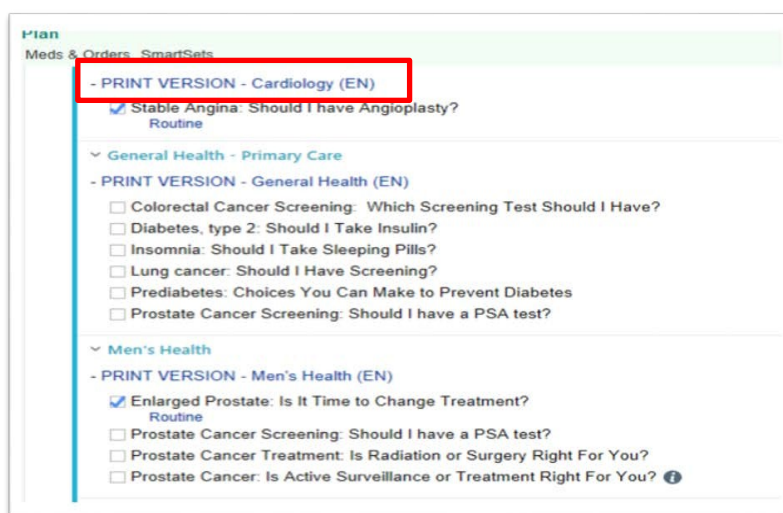 Plan
Meds & Orders SmartSets
- PRINT VERSION - Cardiology (EN)
Stable Angina: Should I have Angioplasty?
Routine
General Health - Primary Care
- PRINT VERSION - General Health (EN)
Colorectal Cancer Screening: Which Screening Test Should I Have?
Diabetes, type 2: Should I Take Insulin?
Insomnia: Should I Take Sleeping Pills?
Lung cancer: Should I Have Screening?
Prediabetes: Choices You Can Make to Prevent Diabetes
Prostate Cancer Screening: Should I have a PSA test?
Men's Health
- PRINT VERSION - Men's Health (EN)
Enlarged Prostate: Is It Time to Change Treatment?
Routine
Prostate Cancer Screening: Should I have a PSA test?
Prostate Cancer Treatment: Is Radiation or Surgery Right For You?
Prostate Cancer: Is Active Surveillance or Treatment Right For You?